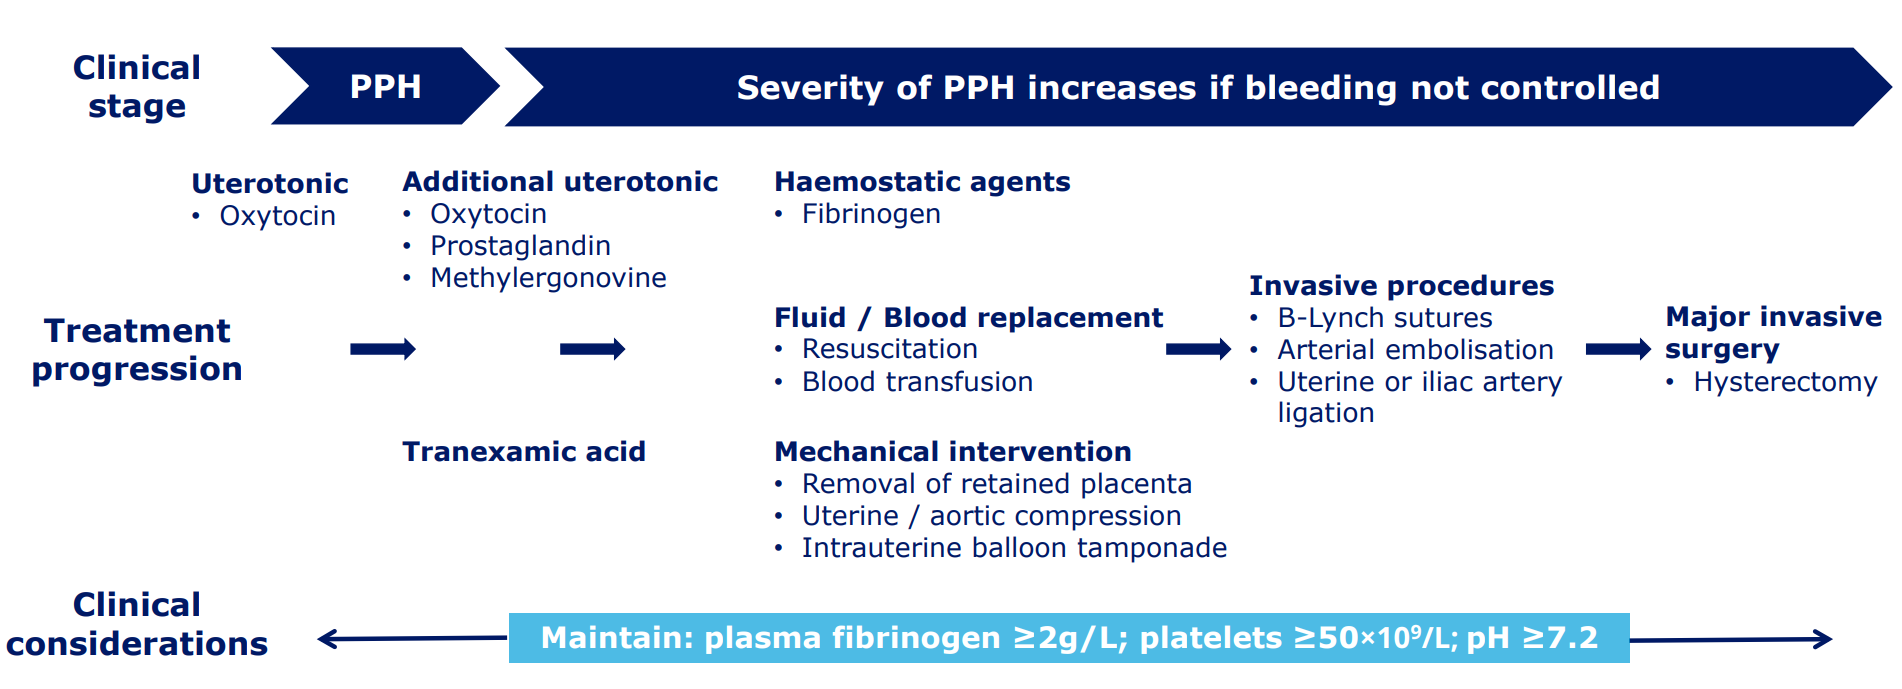 Clinical
stage
PPH
Severity of PPH increases if bleeding not controlled
Treatment
progression
Uterotonic
• Oxytocin
Additional uterotonic
• Oxytocin
• Prostaglandin
• Methylergonovine
Tranexamic acid
Haemostatic agents
• Fibrinogen
Fluid / Blood replacement
• Resuscitation
• Blood transfusion
Mechanical intervention
• Removal of retained placenta
• Uterine / aortic compression
• Intrauterine balloon tamponade
Invasive procedures
• B-Lynch sutures
• Arterial embolisation
• Uterine or iliac artery
ligation
Major invasive
surgery
• Hysterectomy
Clinical
considerations
Maintain: plasma fibrinogen ≥2g/L; platelets ≥50×10⁹/L; pH ≥7.2